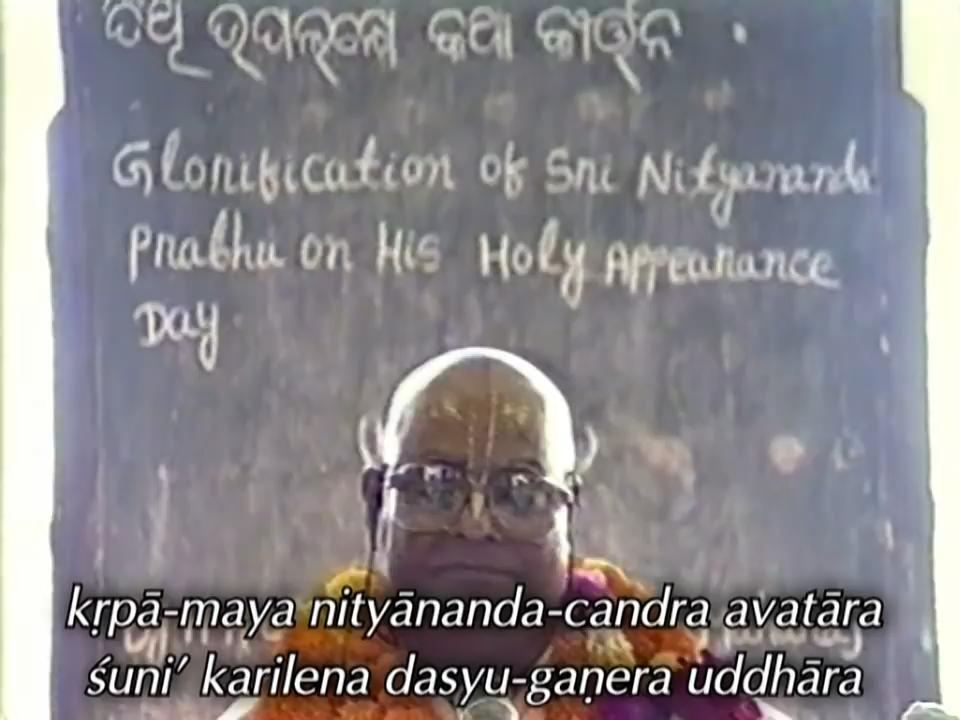 ତିଥି ଉପଲକ୍ଷେ କଥା କୀର୍ତ୍ତନ .
Glorification of Sri Nityananda
Prabhu on His Holy Appearance
Day
kṛpā-maya nityānanda-candra avatāra
śuni’ karilena dasyu-gaṇera uddhāra